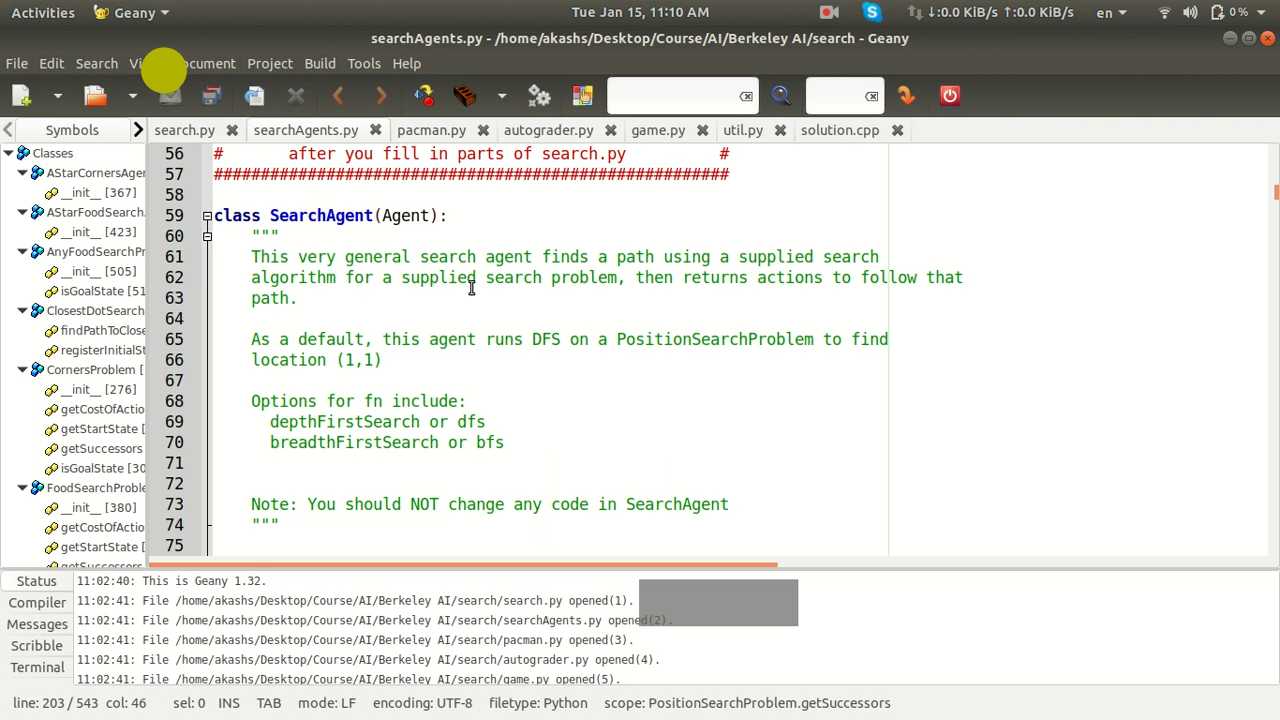 Activities Geany Tue Jan 15, 11:10 AM ↓:0.0 KiB/s ↑:0.0 KiB/s en 0 %
searchAgents.py - /home/akashs/Desktop/Course/AI/Berkeley AI/search - Geany
File Edit Search Vi ocument Project Build Tools Help
Symbols search.py searchAgents.py pacman.py autograder.py game.py util.py solution.cpp
Classes
AStarCornersAgen
__init__ [367]
AStarFoodSearch
__init__ [423]
AnyFoodSearchPr
__init__ [505]
isGoalState [51
ClosestDotSearch
findPathToClose
registerInitialSt
CornersProblem [
__init__ [276]
getCostOfActio
getStartState [
getSuccessors
isGoalState [30
FoodSearchProble
__init__ [380]
getCostOfActio
getStartState [
getSuccessors
56 # after you fill in parts of search.py #
57 #######################################################
58
59 class SearchAgent(Agent):
60 """
61 This very general search agent finds a path using a supplied search
62 algorithm for a supplied search problem, then returns actions to follow that
63 path.
64
65 As a default, this agent runs DFS on a PositionSearchProblem to find
66 location (1,1)
67
68 Options for fn include:
69 depthFirstSearch or dfs
70 breadthFirstSearch or bfs
71
72
73 Note: You should NOT change any code in SearchAgent
74 """
75
Status
Compiler
Messages
Scribble
Terminal
11:02:40: This is Geany 1.32.
11:02:41: File /home/akashs/Desktop/Course/AI/Berkeley AI/search/search.py opened(1).
11:02:41: File /home/akashs/Desktop/Course/AI/Berkeley AI/search/searchAgents.py opened(2).
11:02:41: File /home/akashs/Desktop/Course/AI/Berkeley AI/search/pacman.py opened(3).
11:02:41: File /home/akashs/Desktop/Course/AI/Berkeley AI/search/autograder.py opened(4).
11:02:41: File /home/akashs/Desktop/Course/AI/Berkeley AI/search/game.py opened(5).
line: 203 / 543 col: 46 sel: 0 INS TAB mode: LF encoding: UTF-8 filetype: Python scope: PositionSearchProblem.getSuccessors